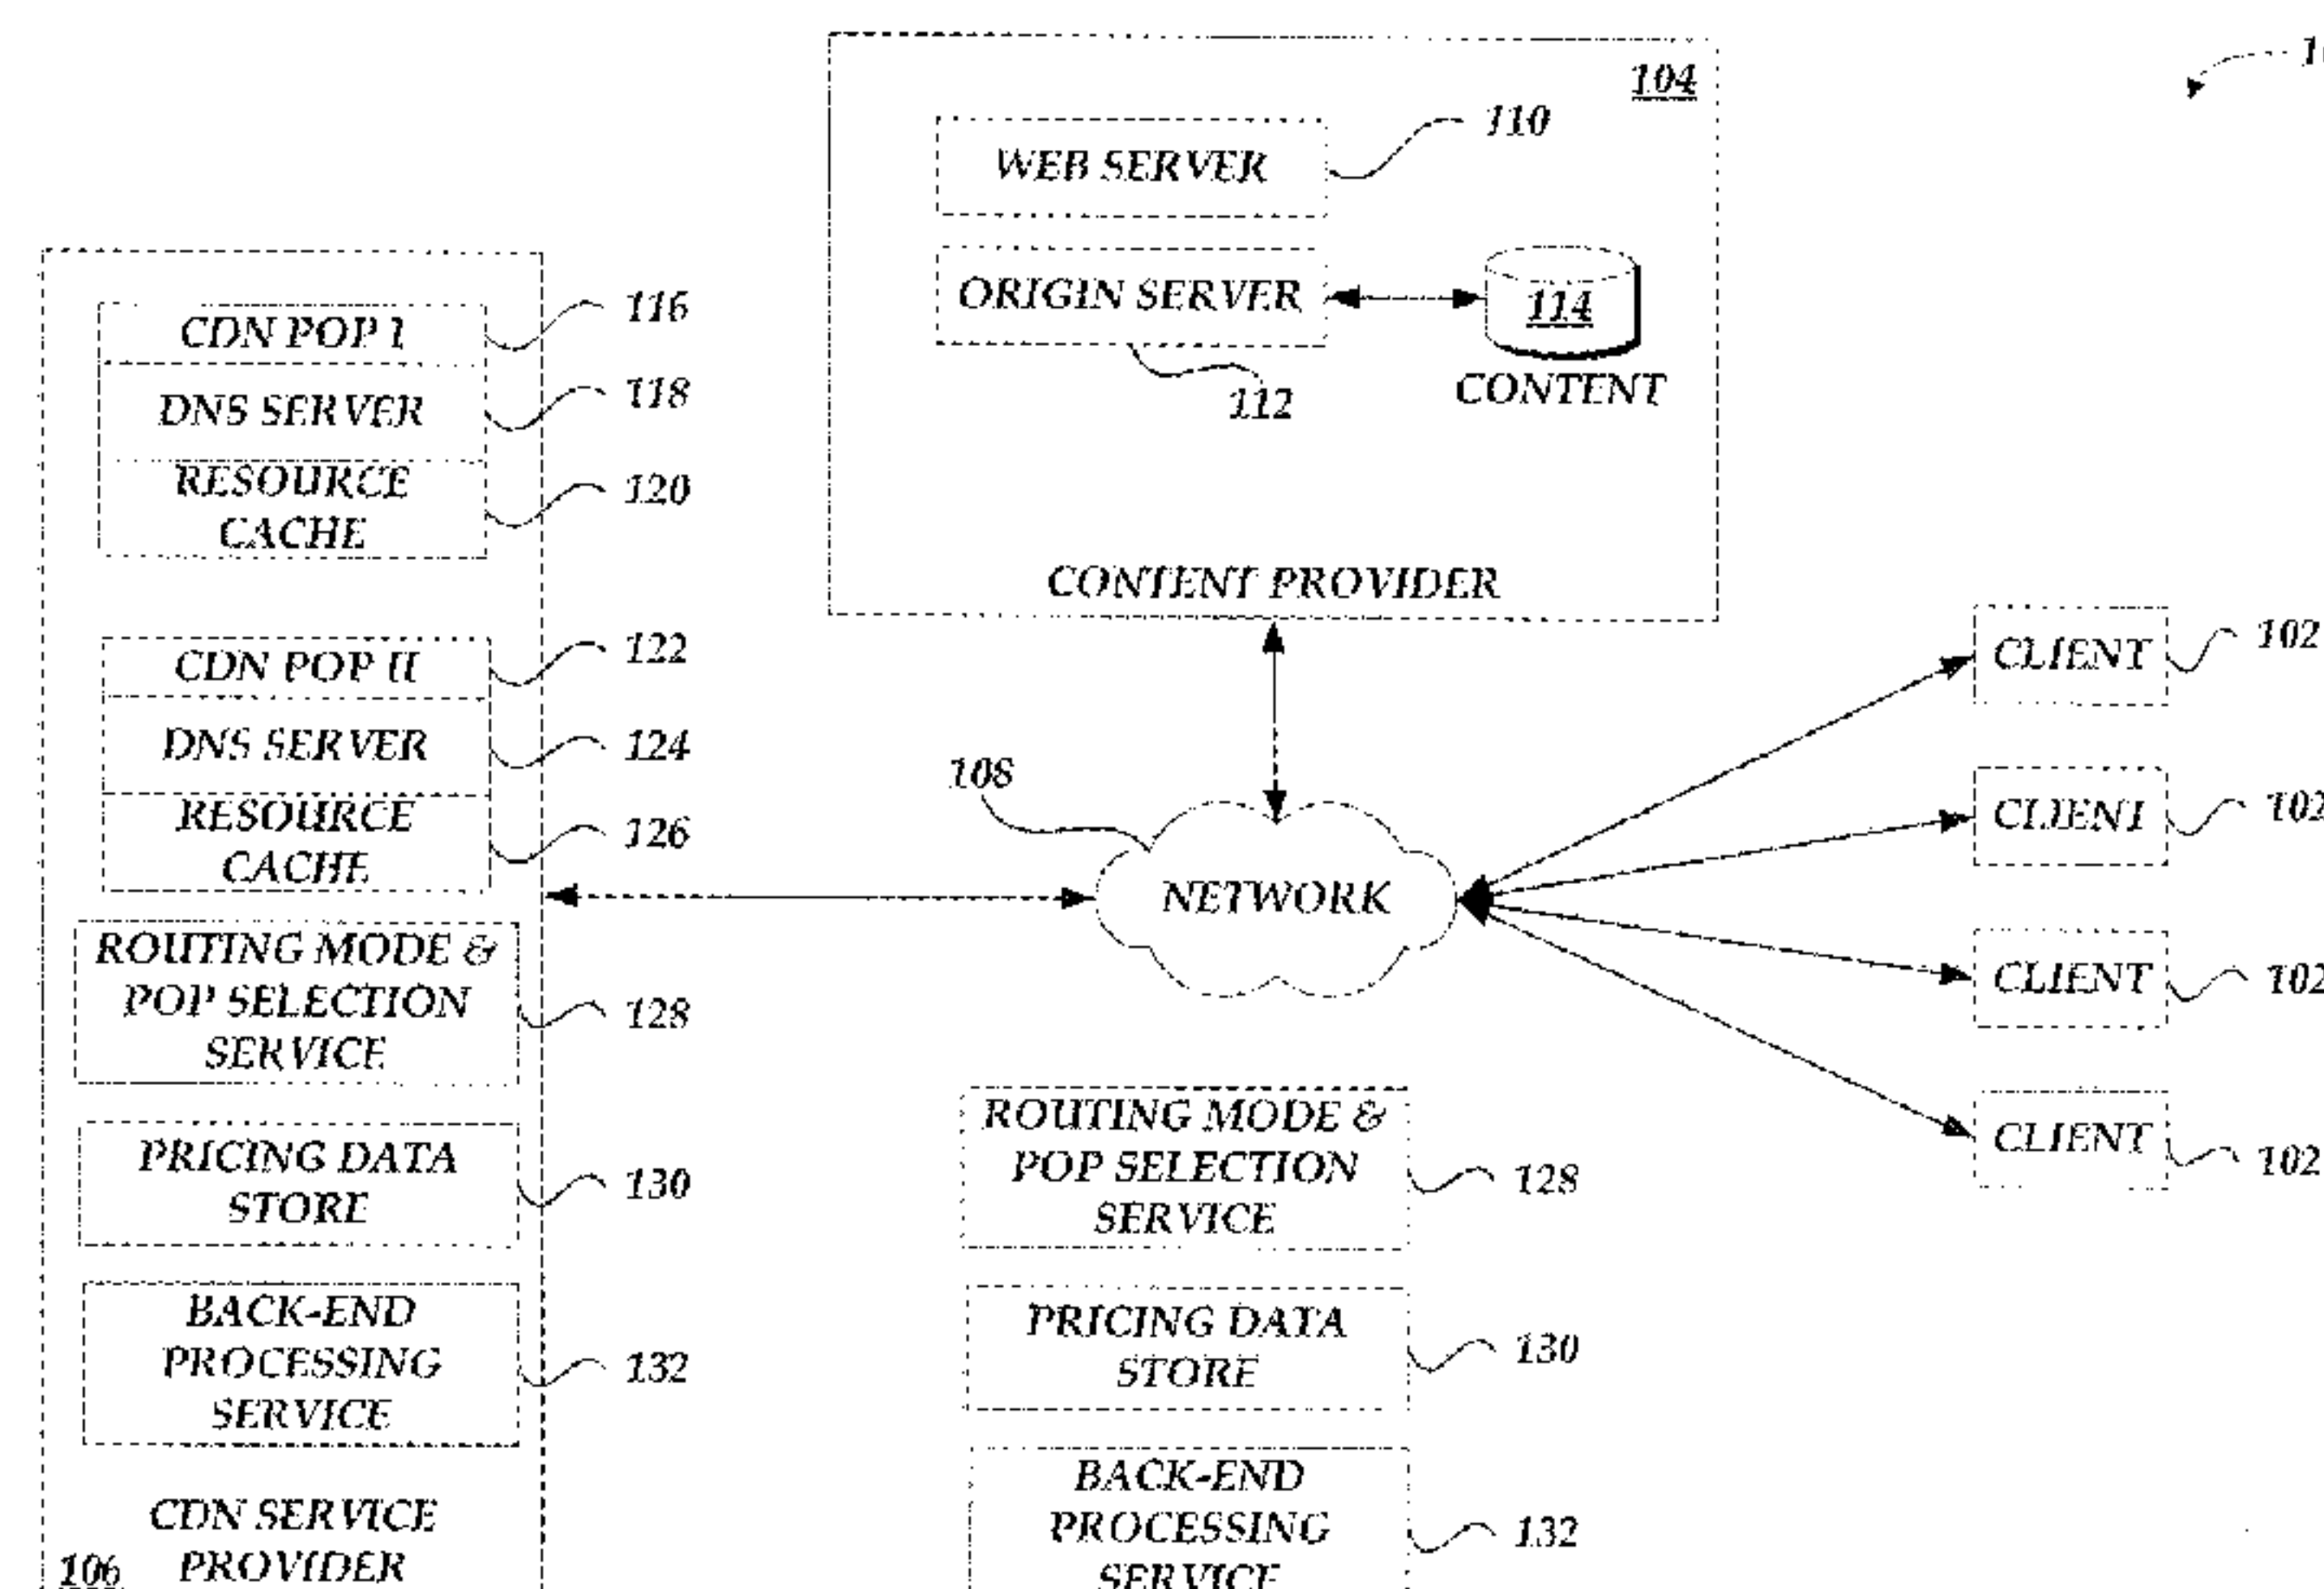 104
110
WEB SERVER
ORIGIN SERVER
114
112
CONTENT
CONTENT PROVIDER
CDN POP I
116
DNS SERVER
118
RESOURCE
CACHE
120
CDN POP II
122
DNS SERVER
124
RESOURCE
CACHE
126
ROUTING MODE &
POP SELECTION
SERVICE
128
PRICING DATA
STORE
130
BACK-END
PROCESSING
SERVICE
132
CDN SERVICE
PROVIDER
106
108
NETWORK
CLIENT
102
CLIENT
102
CLIENT
102
CLIENT
102
ROUTING MODE &
POP SELECTION
SERVICE
128
PRICING DATA
STORE
130
BACK-END
PROCESSING
SERVICE
132